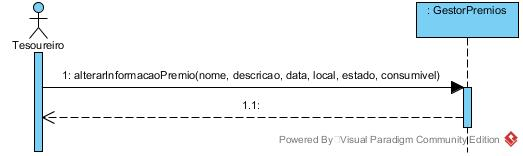 : GestorPremios
Tesoureiro
1: alterarInformacaoPremio(nome, descricao, data, local, estado, consumivel)
1.1:
Powered By Visual Paradigm Community Edition